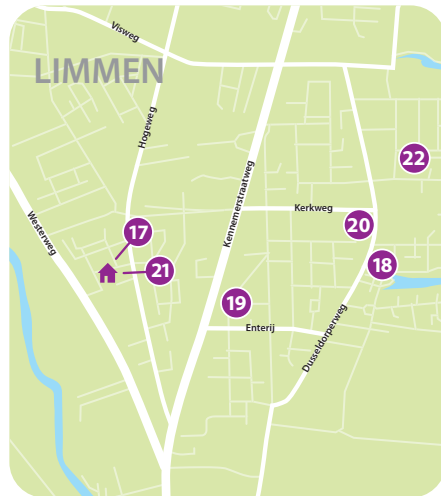 Visweg
LIMMEN
Hogeweg
22
Kennemerstraatweg
Kerkweg
Westerweg
17
20
21
18
19
Enterij
Dusseldorperweg